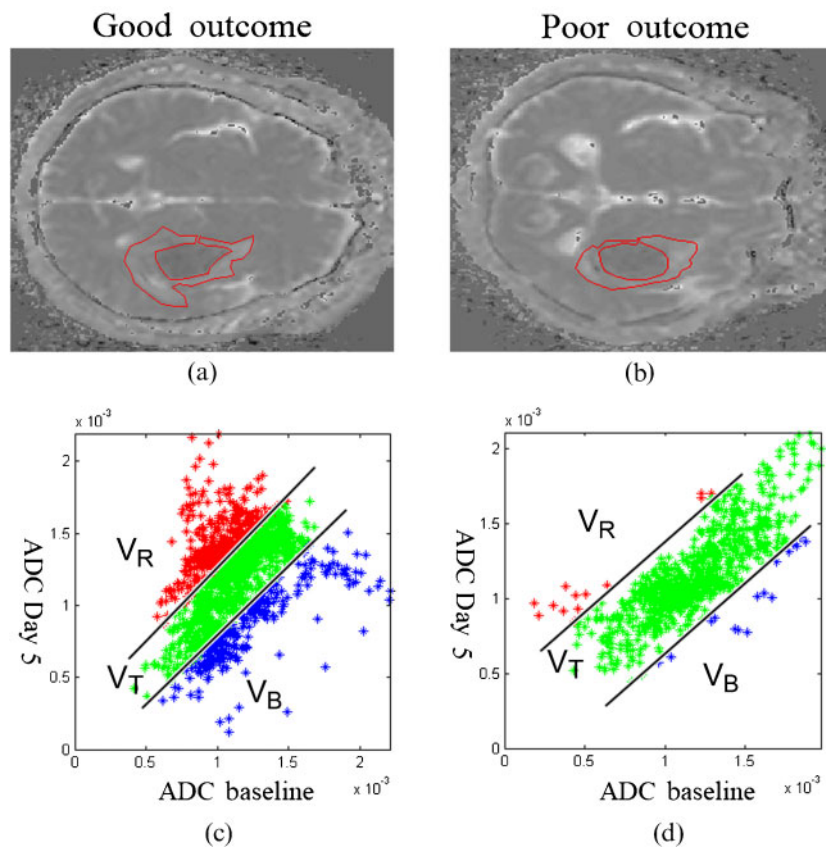 Good outcome
Poor outcome
(a)
(b)
x 10⁻³
2
1.5
1
0.5
0
ADC Day 5
V_R
V_T
V_B
0 0.5 1 1.5 2
x 10⁻³
ADC baseline
(c)
x 10⁻³
2
1.5
1
0.5
0
ADC Day 5
V_R
V_T
V_B
0 0.5 1 1.5
x 10⁻³
ADC baseline
(d)